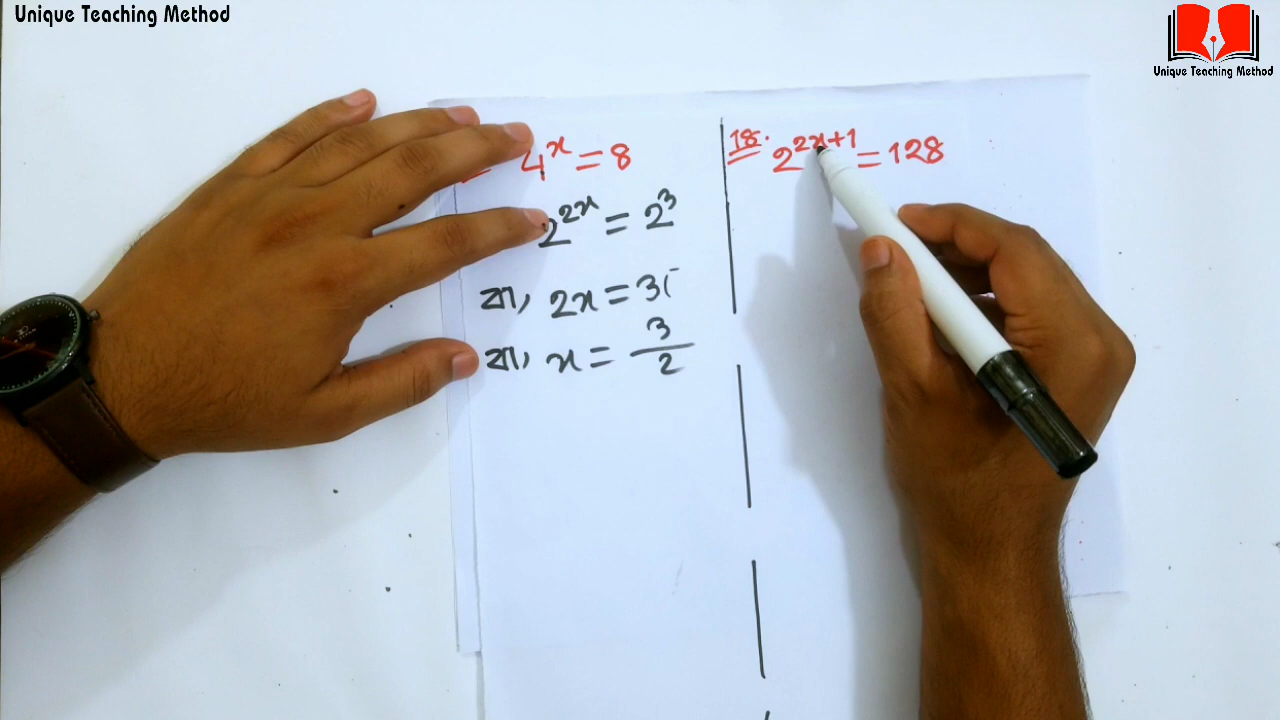 Unique Teaching Method
Unique Teaching Method
4^x = 8
2^{2x} = 2^3
বা, 2x = 3
বা, x = 3/2
18. 2^{2x+1} = 128